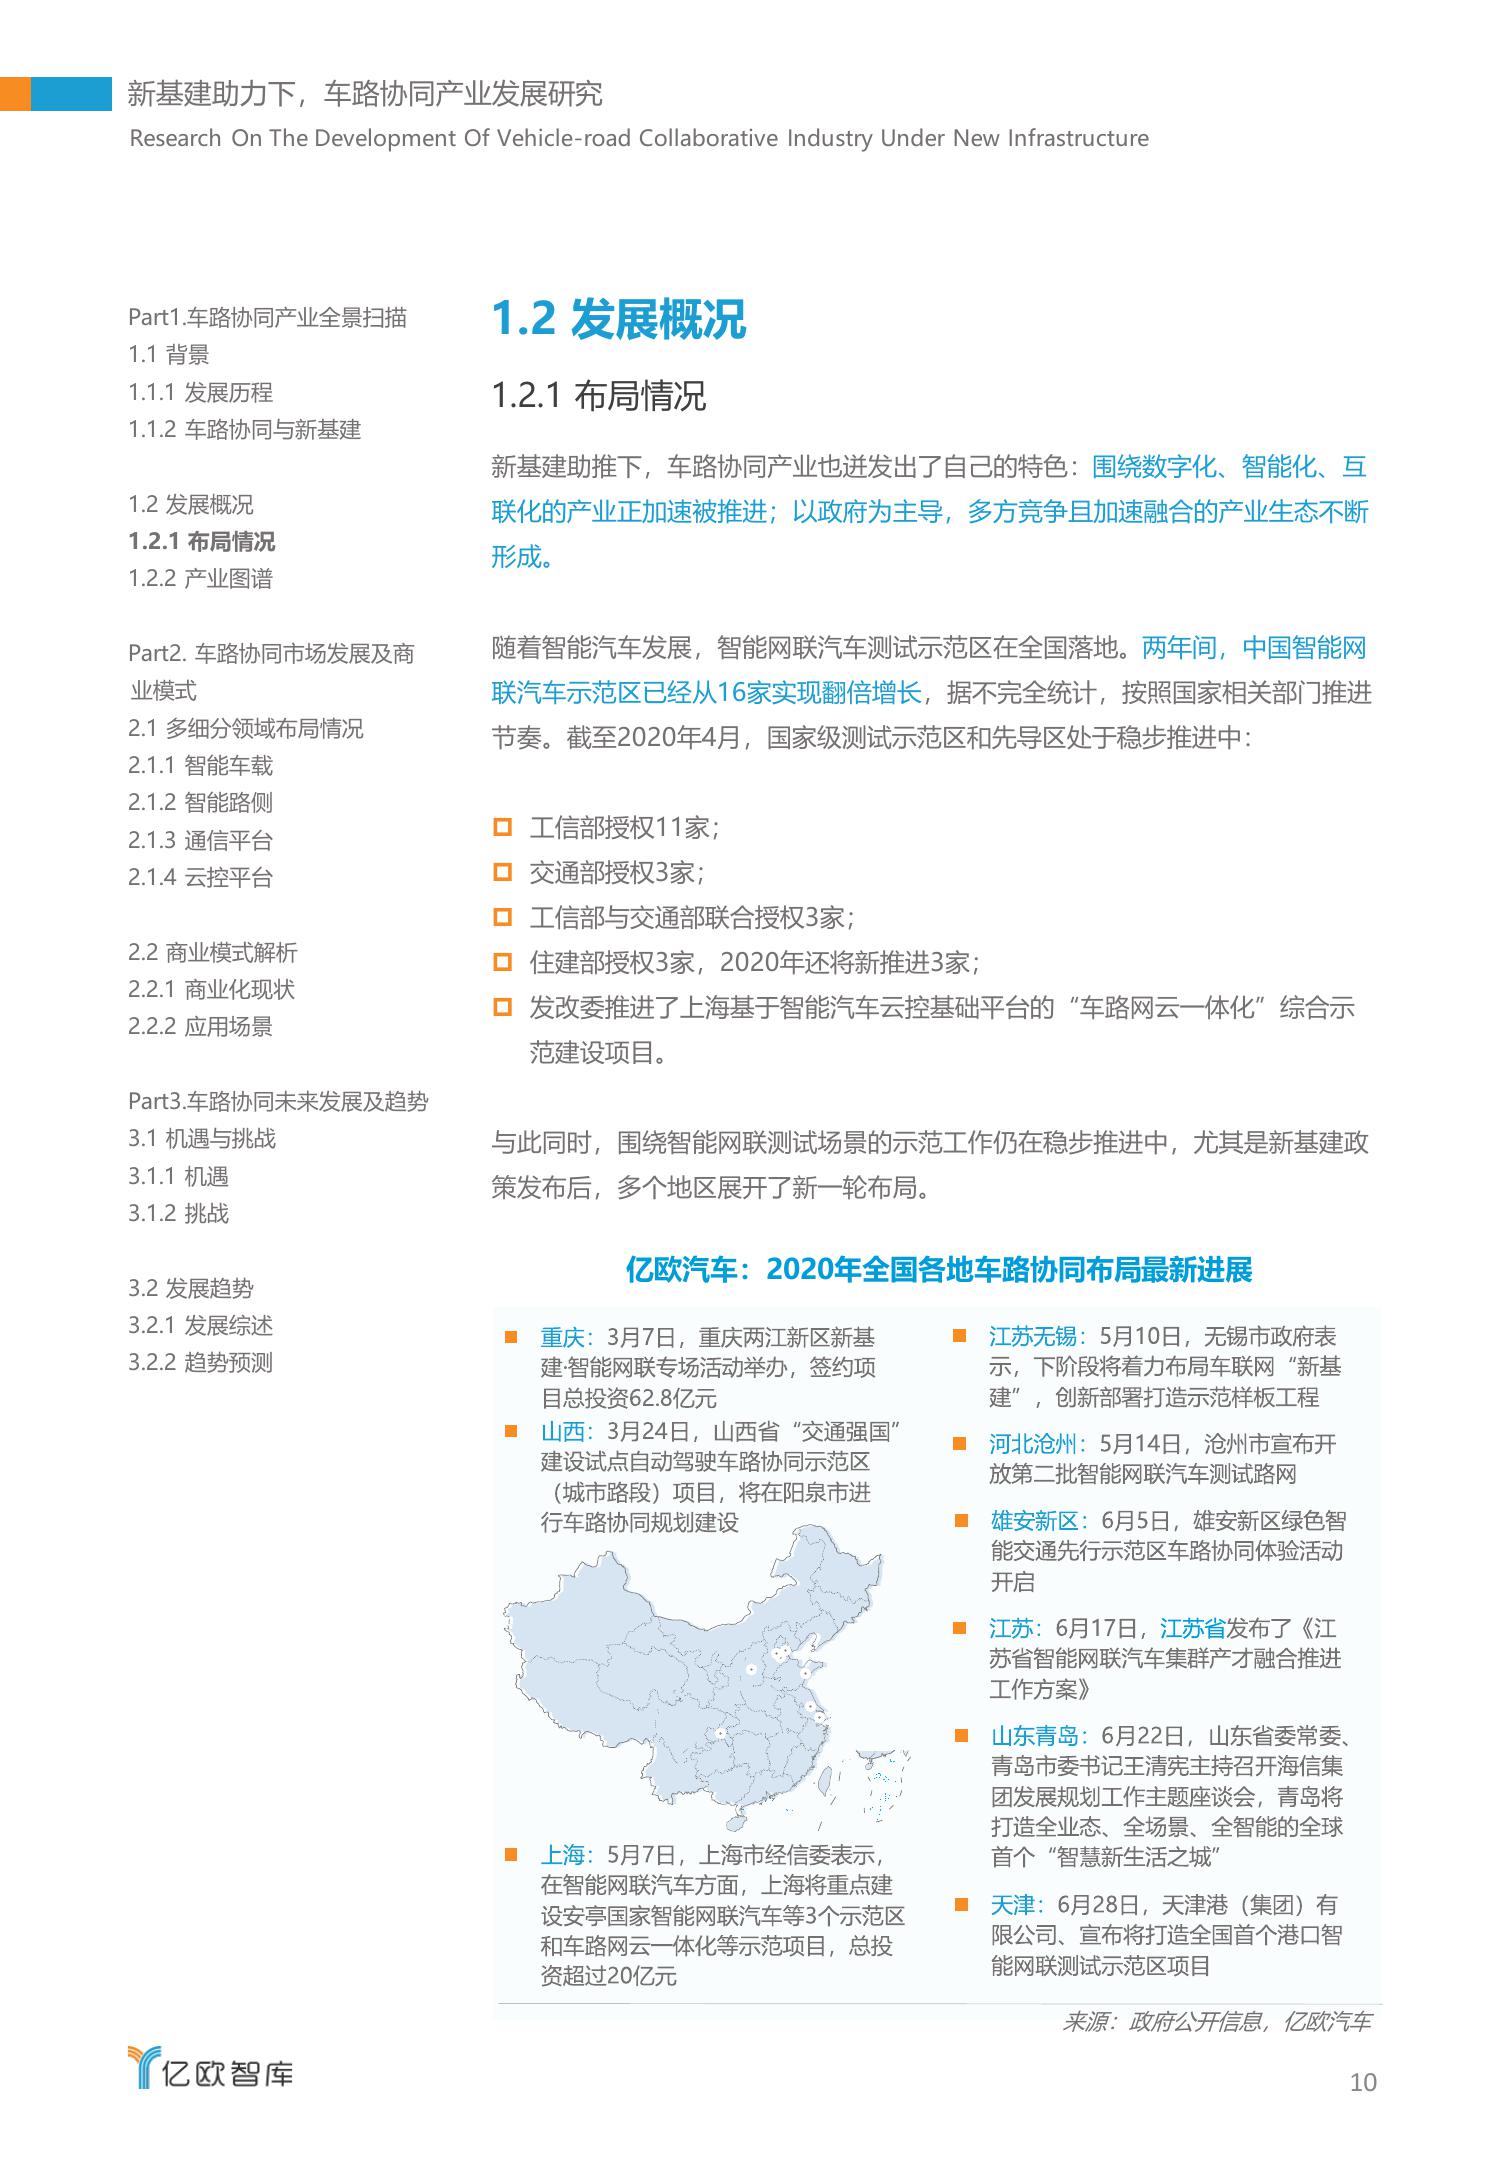 新基建助力下，车路协同产业发展研究
Research On The Development Of Vehicle-road Collaborative Industry Under New Infrastructure
Part1.车路协同产业全景扫描
1.1 背景
1.1.1 发展历程
1.1.2 车路协同与新基建
1.2 发展概况
1.2.1 布局情况
1.2.2 产业图谱
Part2. 车路协同市场发展及商
业模式
2.1 多细分领域布局情况
2.1.1 智能车载
2.1.2 智能路侧
2.1.3 通信平台
2.1.4 云控平台
2.2 商业模式解析
2.2.1 商业化现状
2.2.2 应用场景
Part3.车路协同未来发展及趋势
3.1 机遇与挑战
3.1.1 机遇
3.1.2 挑战
3.2 发展趋势
3.2.1 发展综述
3.2.2 趋势预测
1.2 发展概况
1.2.1 布局情况
新基建助推下，车路协同产业也迸发出了自己的特色：围绕数字化、智能化、互
联化的产业正加速被推进；以政府为主导，多方竞争且加速融合的产业生态不断
形成。
随着智能汽车发展，智能网联汽车测试示范区在全国落地。两年间，中国智能网
联汽车示范区已经从16家实现翻倍增长，据不完全统计，按照国家相关部门推进
节奏。截至2020年4月，国家级测试示范区和先导区处于稳步推进中：
工信部授权11家；
交通部授权3家；
工信部与交通部联合授权3家；
住建部授权3家，2020年还将新推进3家；
发改委推进了上海基于智能汽车云控基础平台的“车路网云一体化”综合示
范建设项目。
与此同时，围绕智能网联测试场景的示范工作仍在稳步推进中，尤其是新基建政
策发布后，多个地区展开了新一轮布局。
亿欧汽车：2020年全国各地车路协同布局最新进展
重庆：3月7日，重庆两江新区新基
建·智能网联专场活动举办，签约项
目总投资62.8亿元
山西：3月24日，山西省“交通强国”
建设试点自动驾驶车路协同示范区
（城市路段）项目，将在阳泉市进
行车路协同规划建设
上海：5月7日，上海市经信委表示，
在智能网联汽车方面，上海将重点建
设安亭国家智能网联汽车等3个示范区
和车路网云一体化等示范项目，总投
资超过20亿元
江苏无锡：5月10日，无锡市政府表
示，下阶段将着力布局车联网“新基
建”，创新部署打造示范样板工程
河北沧州：5月14日，沧州市宣布开
放第二批智能网联汽车测试路网
雄安新区：6月5日，雄安新区绿色智
能交通先行示范区车路协同体验活动
开启
江苏：6月17日，江苏省发布了《江
苏省智能网联汽车集群产才融合推进
工作方案》
山东青岛：6月22日，山东省委常委、
青岛市委书记王清宪主持召开海信集
团发展规划工作主题座谈会，青岛将
打造全业态、全场景、全智能的全球
首个“智慧新生活之城”
天津：6月28日，天津港（集团）有
限公司、宣布将打造全国首个港口智
能网联测试示范区项目
来源：政府公开信息，亿欧汽车
亿欧智库
10